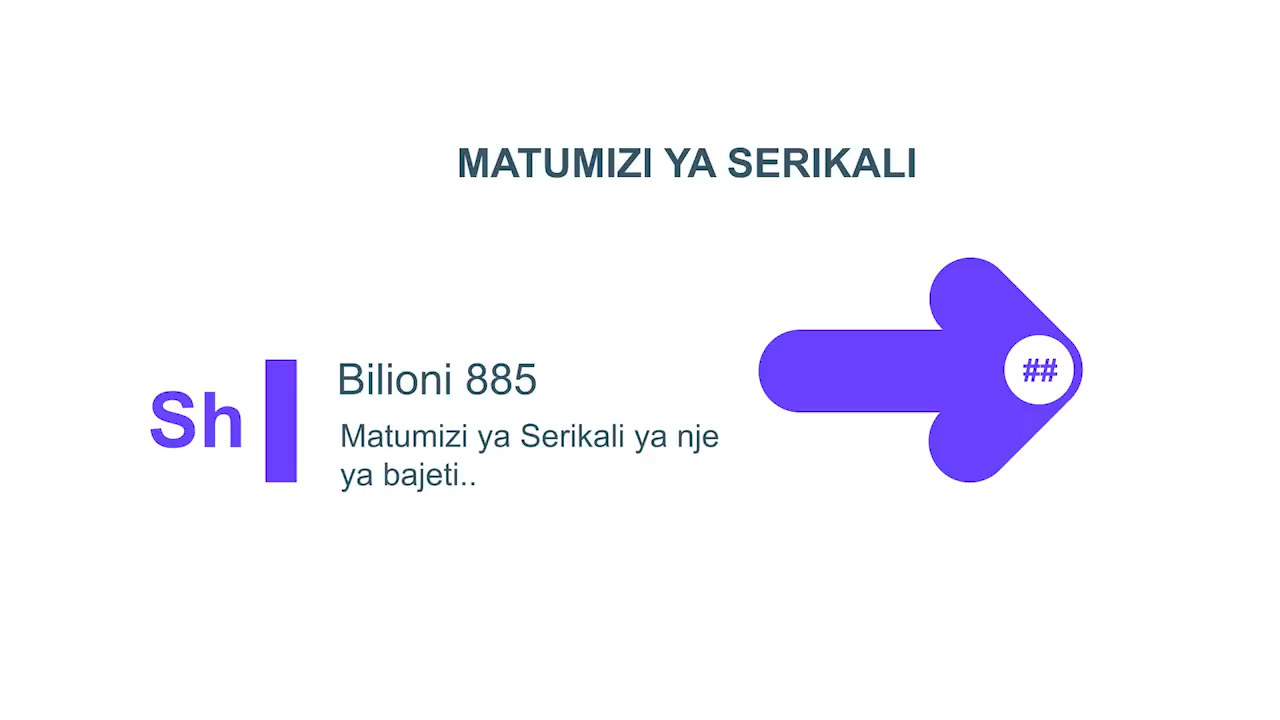 MATUMIZI YA SERIKALI
Sh
Bilioni 885
Matumizi ya Serikali ya nje
ya bajeti..
##